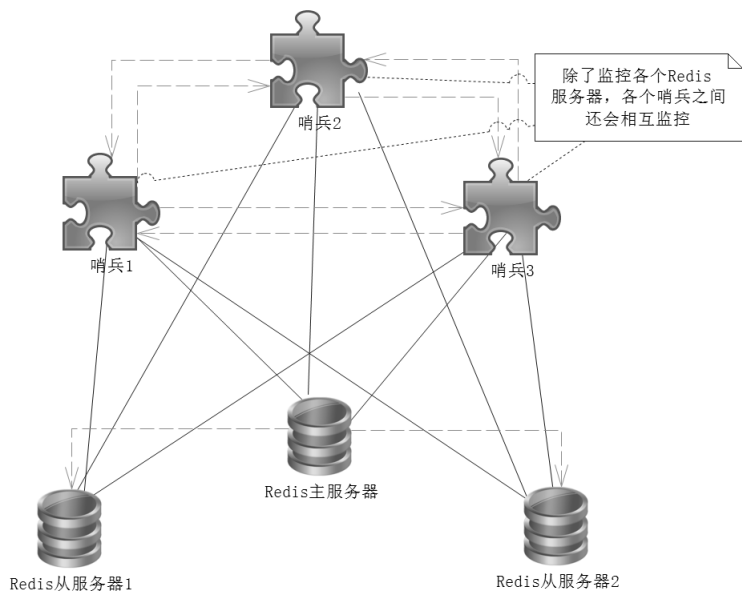 哨兵2
除了监控各个Redis
服务器，各个哨兵之间
还会相互监控
哨兵1
哨兵3
Redis主服务器
Redis从服务器1
Redis从服务器2